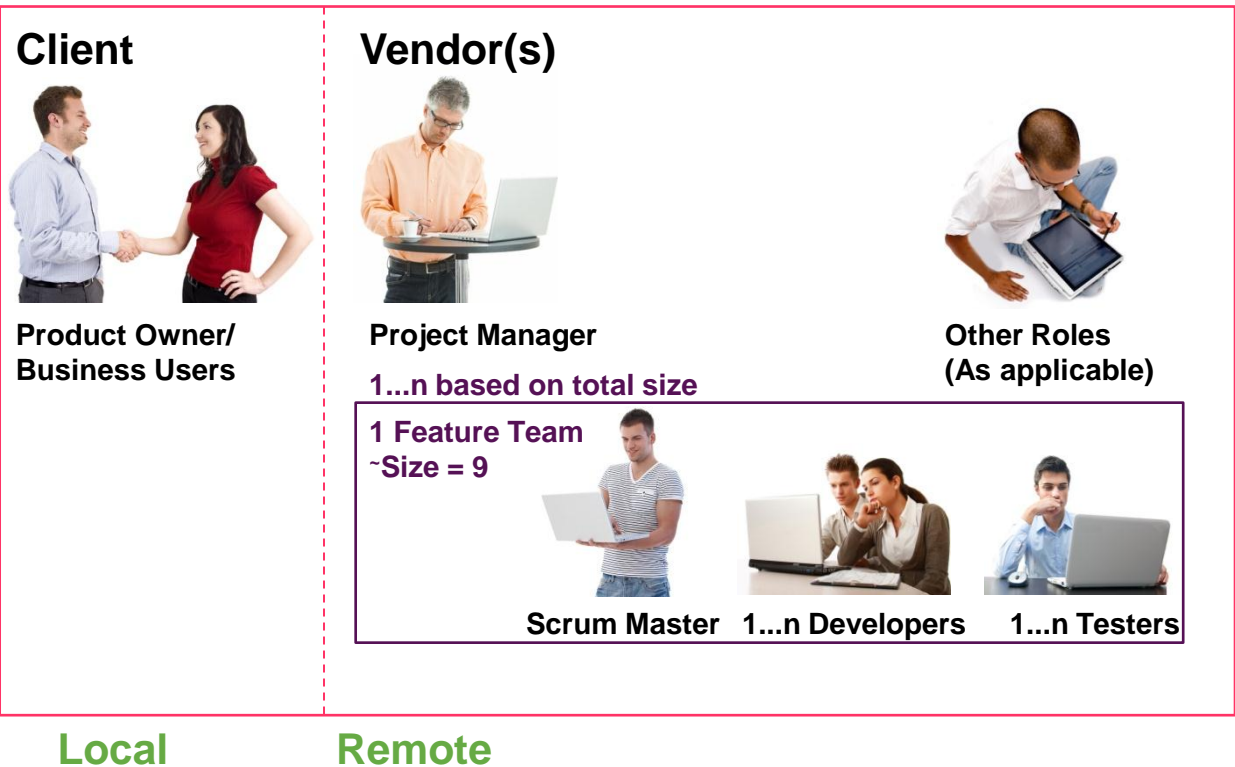 Client
Vendor(s)
Product Owner/
Business Users
Project Manager
Other Roles
(As applicable)
1...n based on total size
1 Feature Team
~Size = 9
Scrum Master
1...n Developers
1...n Testers
Local
Remote